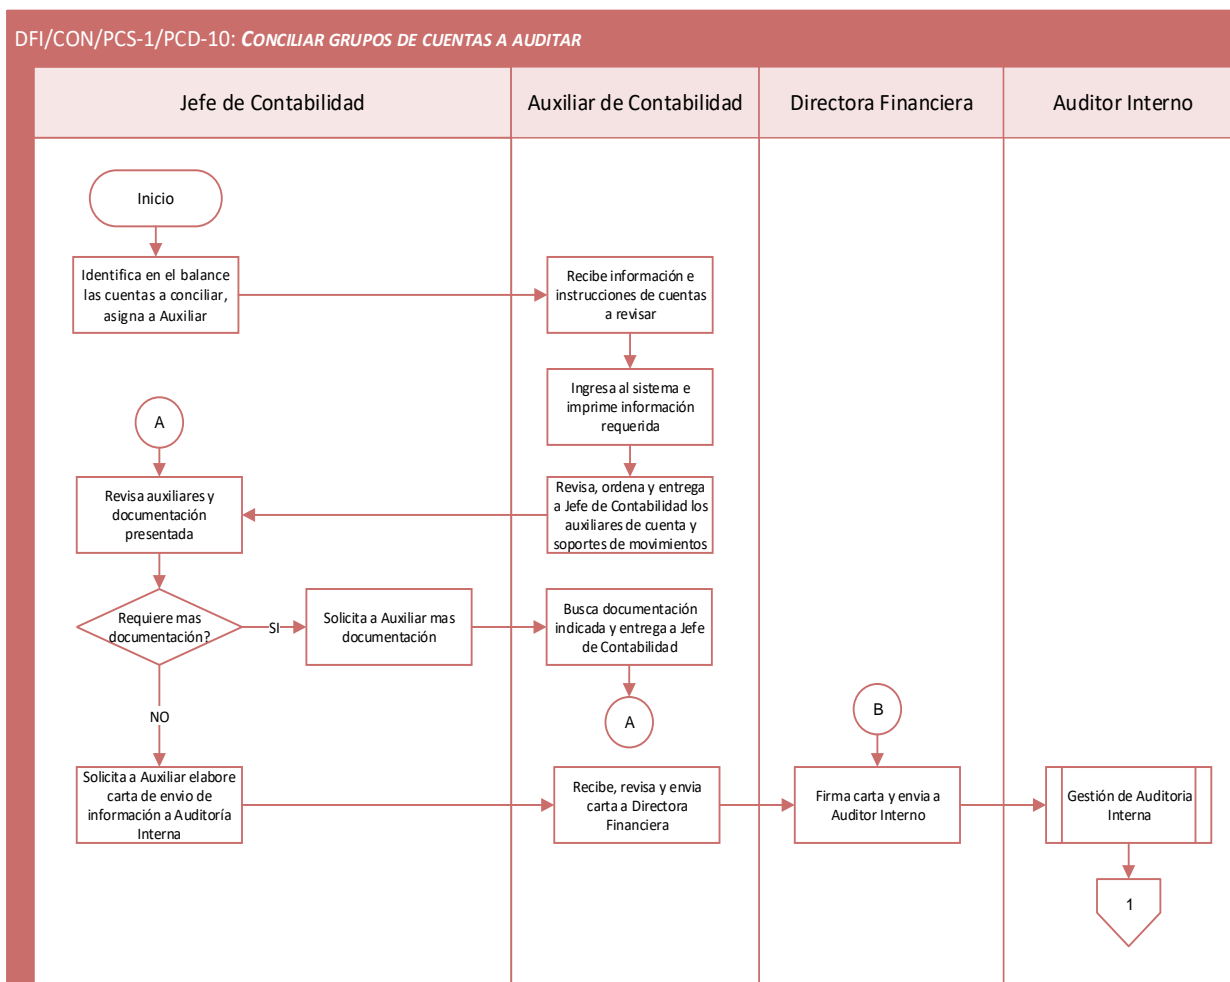 DFI/CON/PCS-1/PCD-10: CONCILIAR GRUPOS DE CUENTAS A AUDITAR
Jefe de Contabilidad
Auxiliar de Contabilidad
Directora Financiera
Auditor Interno
Inicio
Identifica en el balance
las cuentas a conciliar,
asigna a Auxiliar
Recibe información e
instrucciones de cuentas
a revisar
Ingresa al sistema e
imprime información
requerida
A
Revisa auxiliares y
documentación
presentada
Revisa, ordena y entrega
a Jefe de Contabilidad los
auxiliares de cuenta y
soportes de movimientos
Requiere mas
documentación?
SI
Solicita a Auxiliar mas
documentación
Busca documentación
indicada y entrega a Jefe
de Contabilidad
NO
A
B
Solicita a Auxiliar elabore
carta de envio de
información a Auditoría
Interna
Recibe, revisa y envia
carta a Directora
Financiera
Firma carta y envia a
Auditor Interno
Gestión de Auditoria
Interna
1